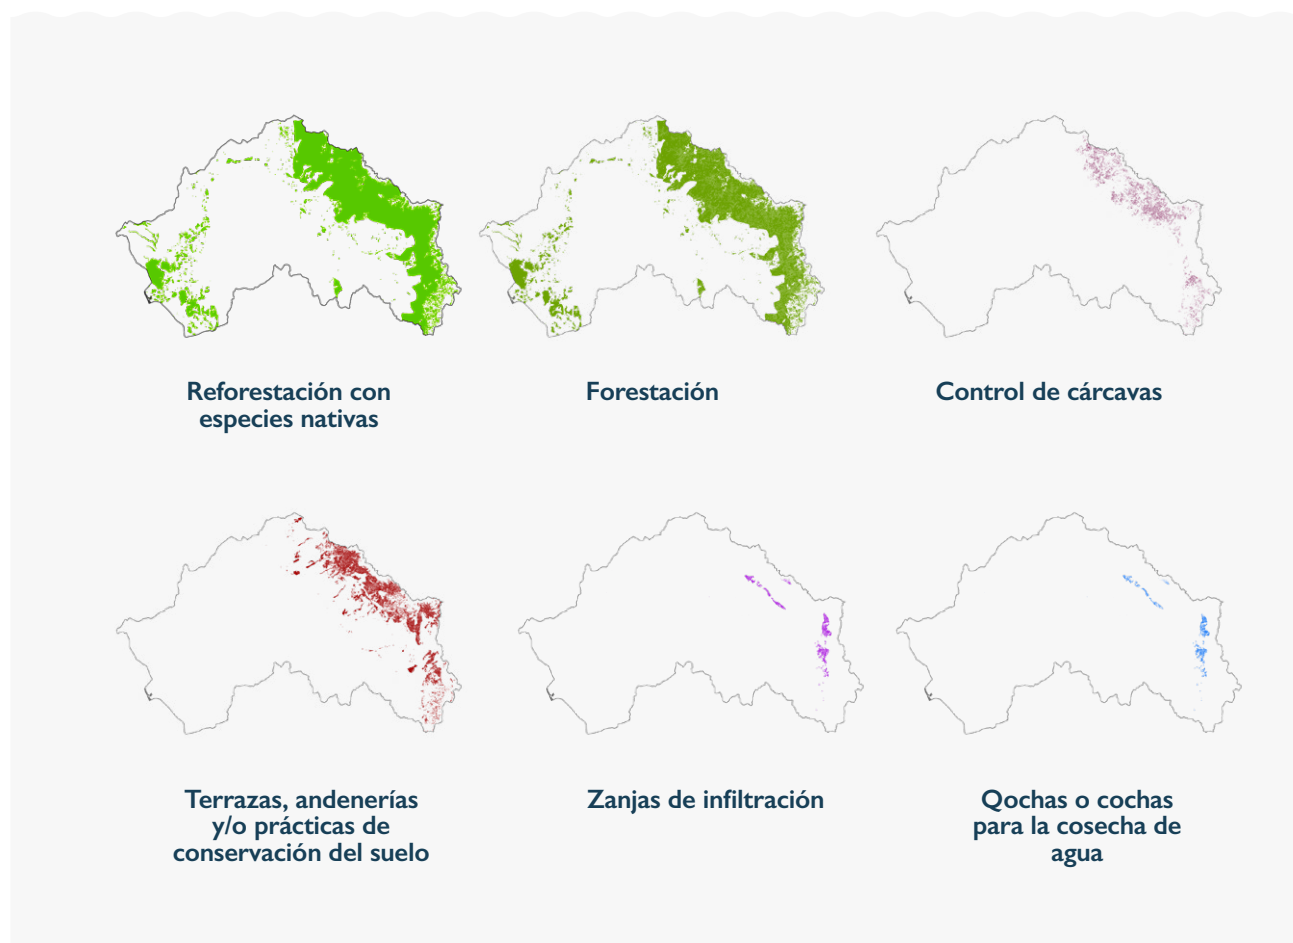 Reforestación con
especies nativas
Forestación
Control de cárcavas
Terrazas, andenerías
y/o prácticas de
conservación del suelo
Zanjas de infiltración
Qochas o cochas
para la cosecha de
agua